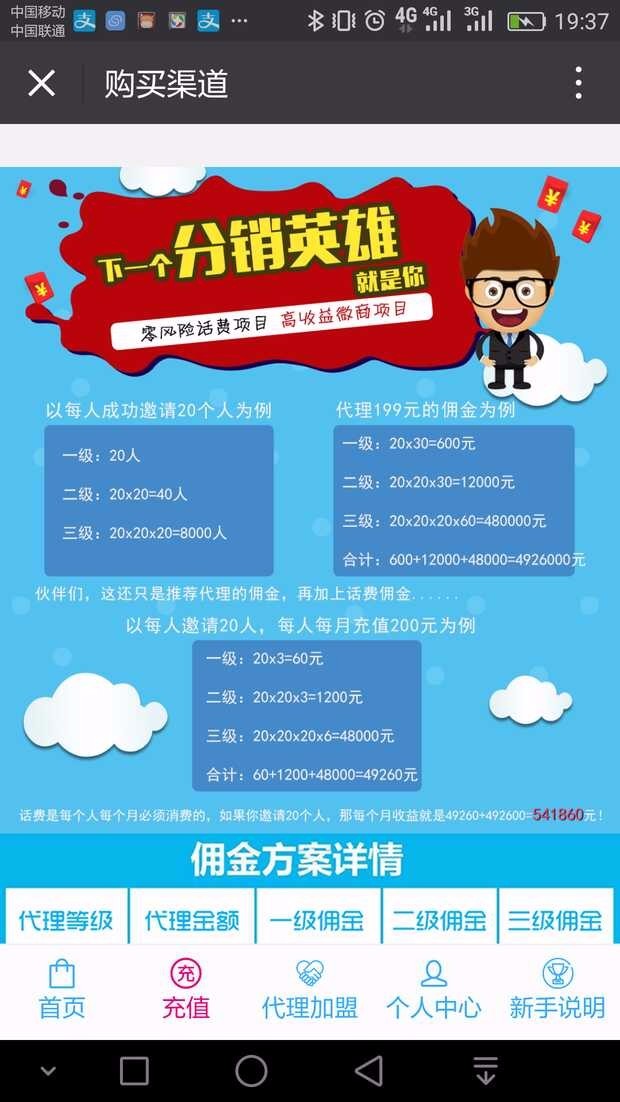 中国移动
中国联通
4G 4G 3G 19:37
购买渠道
下一个分销英雄
就是你
零风险话费项目 高收益微商项目
以每人成功邀请20个人为例
一级：20人
二级：20x20=40人
三级：20x20x20=8000人
代理199元的佣金为例
一级：20x30=600元
二级：20x20x30=12000元
三级：20x20x20x60=480000元
合计：600+12000+48000=4926000元
伙伴们，这还只是推荐代理的佣金，再加上话费佣金......
以每人邀请20人，每人每月充值200元为例
一级：20x3=60元
二级：20x20x3=1200元
三级：20x20x20x6=48000元
合计：60+1200+48000=49260元
话费是每个人每个月必须消费的，如果你邀请20个人，那每个月收益就是49260+492600=541860元！
佣金方案详情
代理等级 代理金额 一级佣金 二级佣金 三级佣金
充
首页 充值 代理加盟 个人中心 新手说明